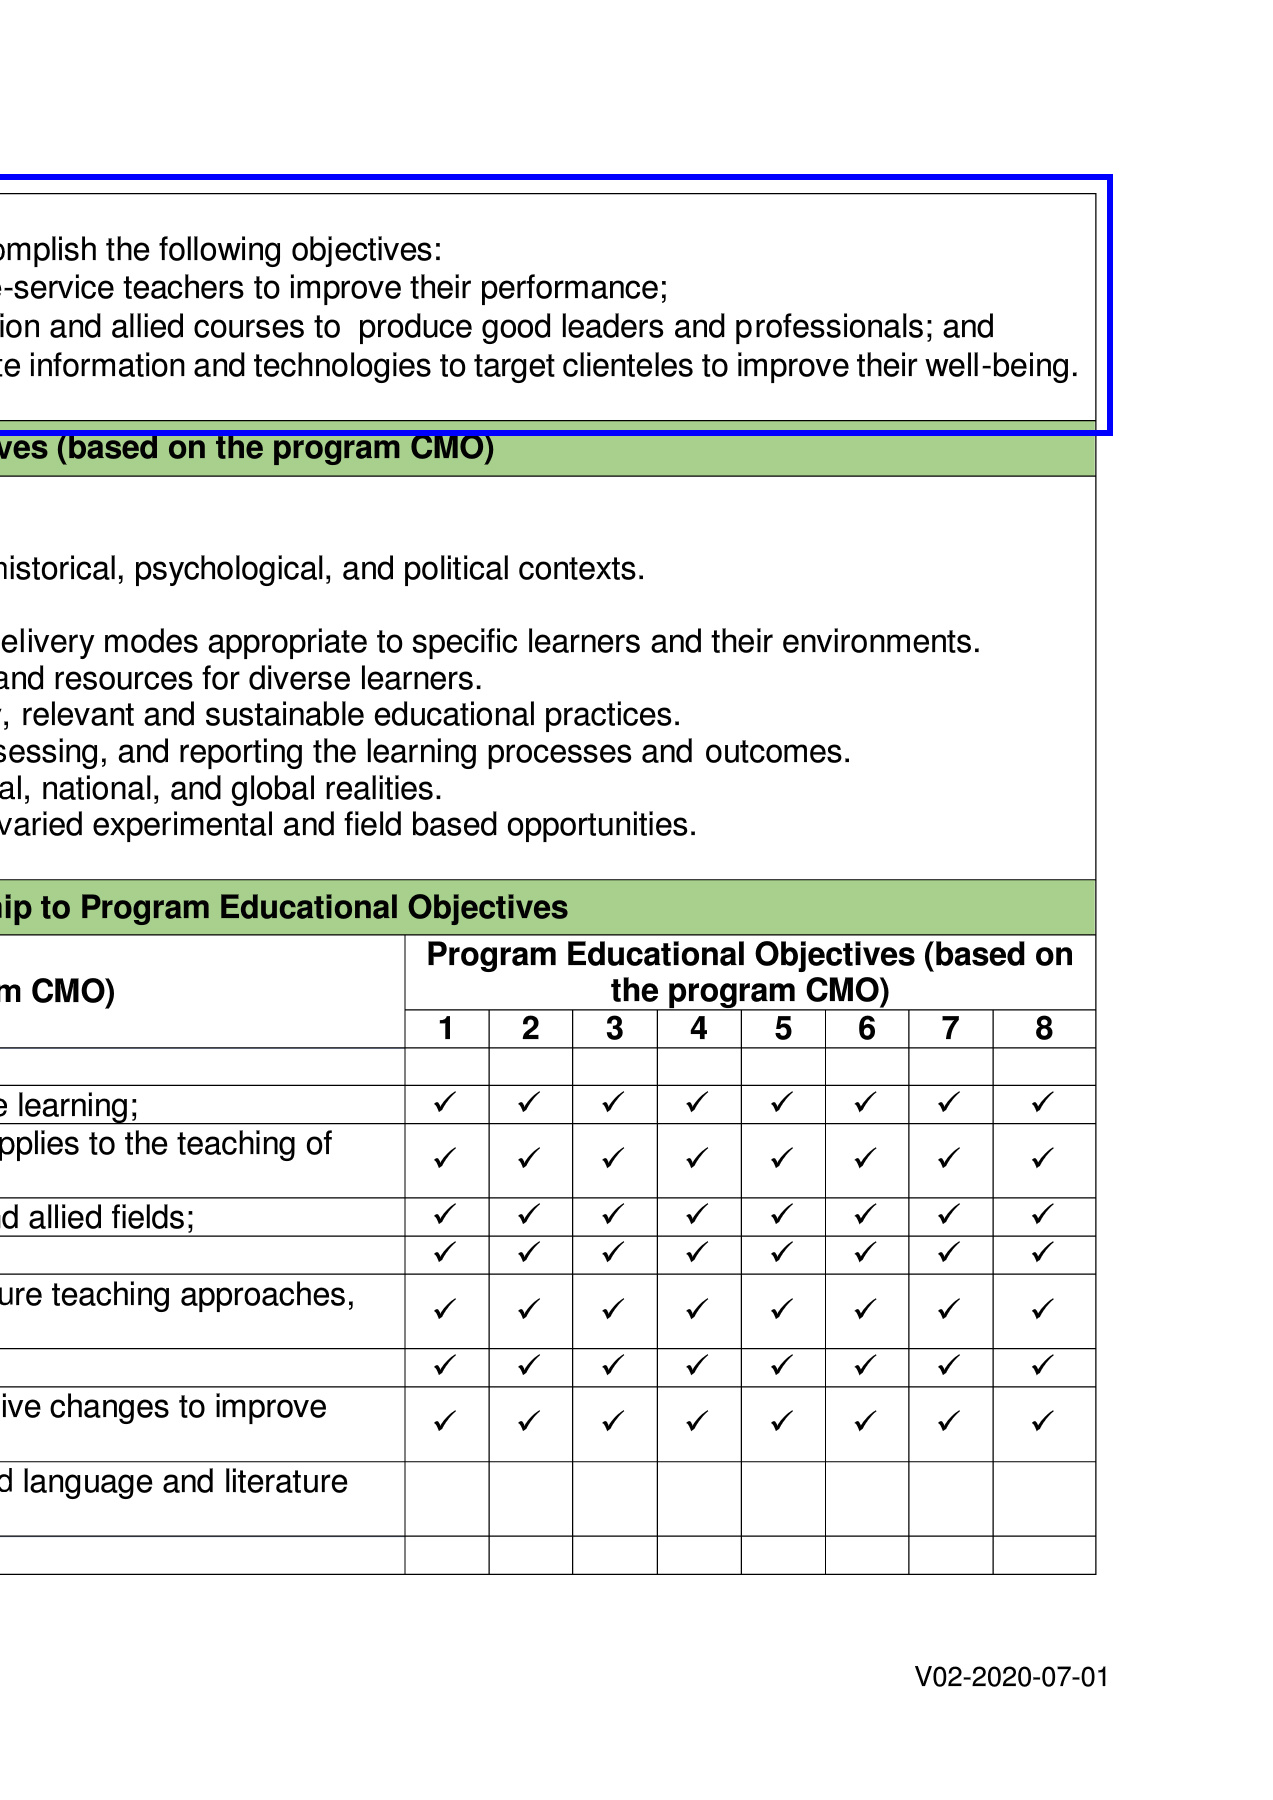 omplish the following objectives:
e-service teachers to improve their performance;
ion and allied courses to produce good leaders and professionals; and
te information and technologies to target clienteles to improve their well-being.
ves (based on the program CMO)
historical, psychological, and political contexts.
elivery modes appropriate to specific learners and their environments.
and resources for diverse learners.
, relevant and sustainable educational practices.
sessing, and reporting the learning processes and outcomes.
al, national, and global realities.
varied experimental and field based opportunities.
hip to Program Educational Objectives
Program Educational Objectives (based on
the program CMO)
m CMO)
1 2 3 4 5 6 7 8
e learning; ✓ ✓ ✓ ✓ ✓ ✓ ✓ ✓
pplies to the teaching of
✓ ✓ ✓ ✓ ✓ ✓ ✓ ✓
d allied fields; ✓ ✓ ✓ ✓ ✓ ✓ ✓ ✓
✓ ✓ ✓ ✓ ✓ ✓ ✓ ✓
ure teaching approaches,
✓ ✓ ✓ ✓ ✓ ✓ ✓ ✓
✓ ✓ ✓ ✓ ✓ ✓ ✓ ✓
ive changes to improve
✓ ✓ ✓ ✓ ✓ ✓ ✓ ✓
d language and literature
V02-2020-07-01